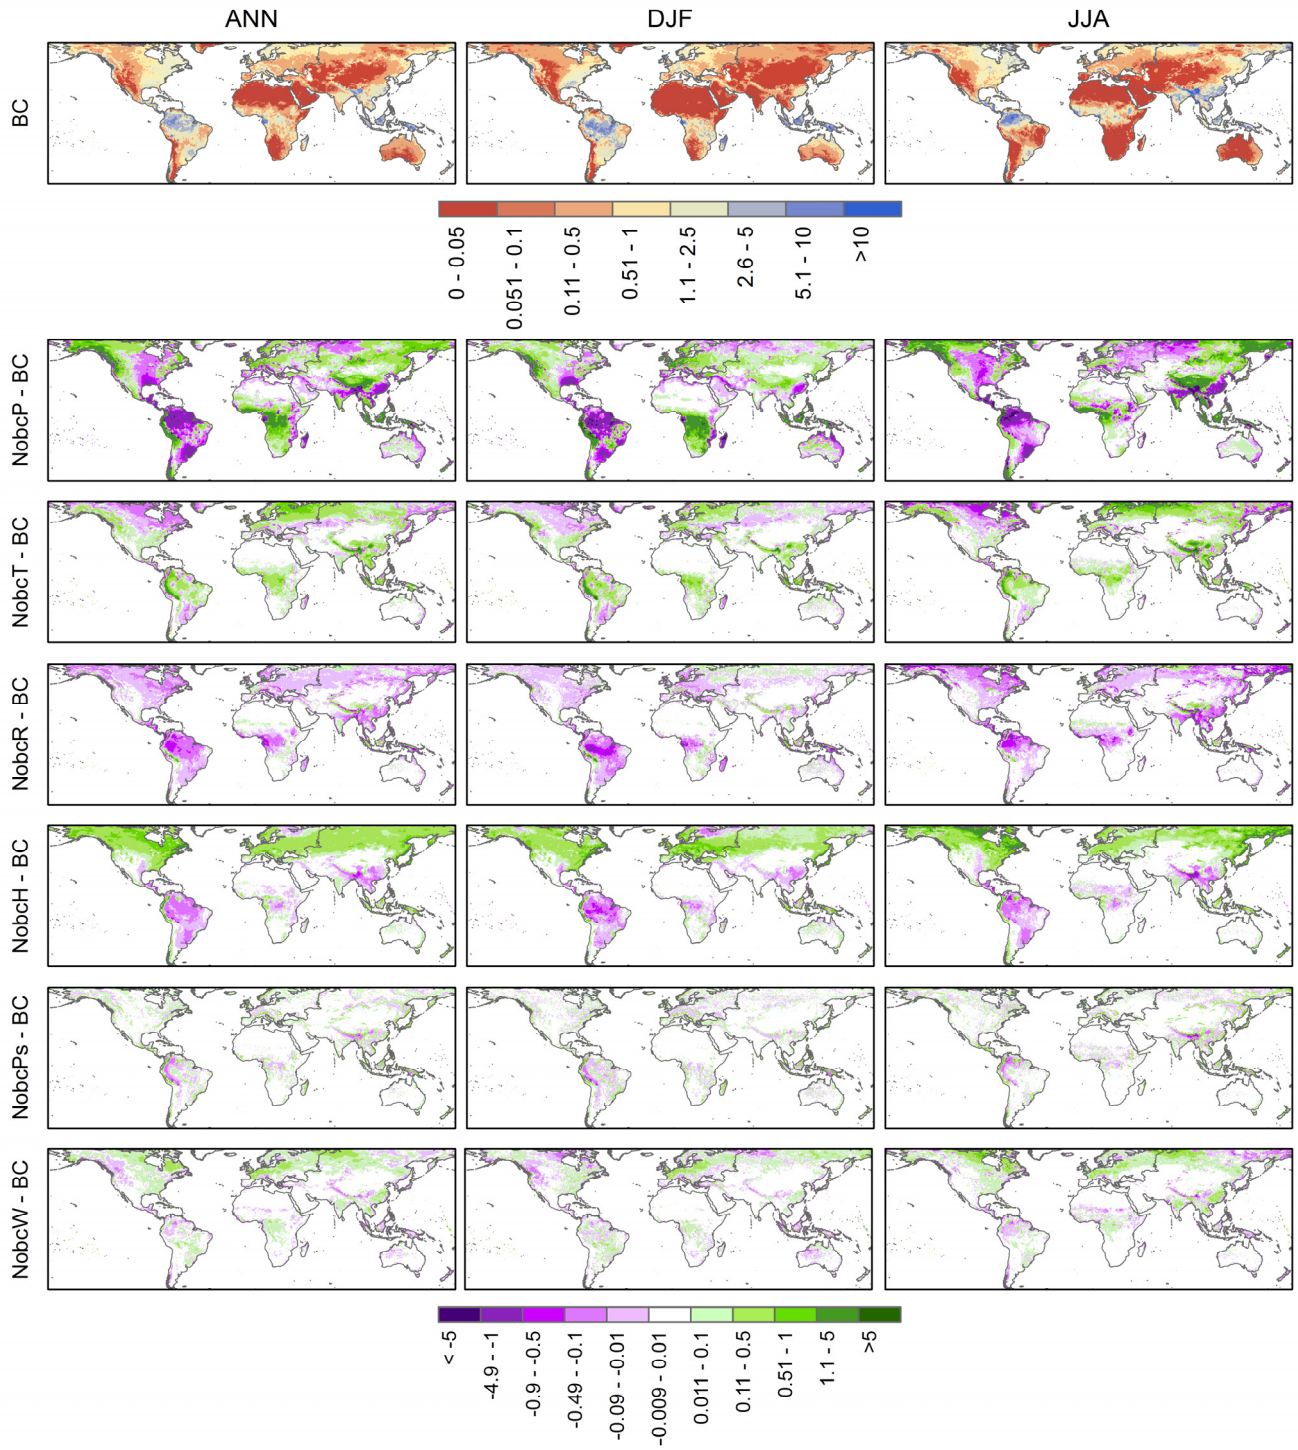 ANN DJF JJA
BC
0 - 0.05
0.051 - 0.1
0.11 - 0.5
0.51 - 1
1.1 - 2.5
2.6 - 5
5.1 - 10
>10
NobcP - BC
NobcT - BC
NobcR - BC
NobcH - BC
NobcPs - BC
NobcW - BC
< -5
-4.9 - -1
-0.9 - -0.5
-0.49 - -0.1
-0.09 - -0.01
-0.009 - 0.01
0.011 - 0.1
0.11 - 0.5
0.51 - 1
1.1 - 5
>5